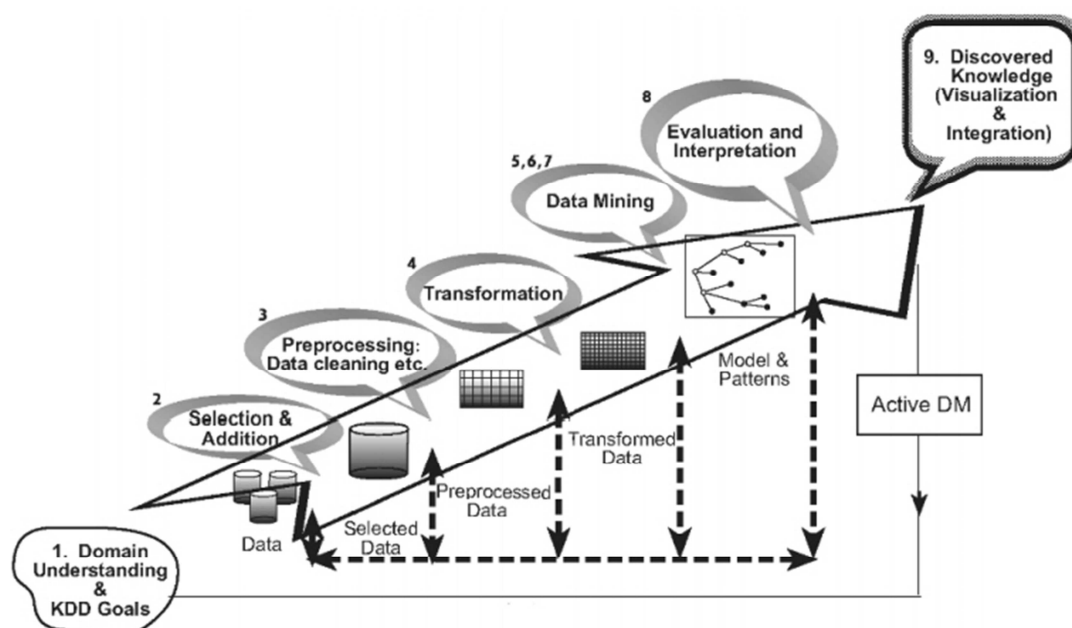 9. Discovered
Knowledge
(Visualization
&
Integration)
8
Evaluation and
Interpretation
5,6,7
Data Mining
4
Transformation
3
Preprocessing:
Data cleaning etc.
2
Selection &
Addition
Model &
Patterns
Active DM
Transformed
Data
Preprocessed
Data
Selected
Data
Data
1. Domain
Understanding
&
KDD Goals